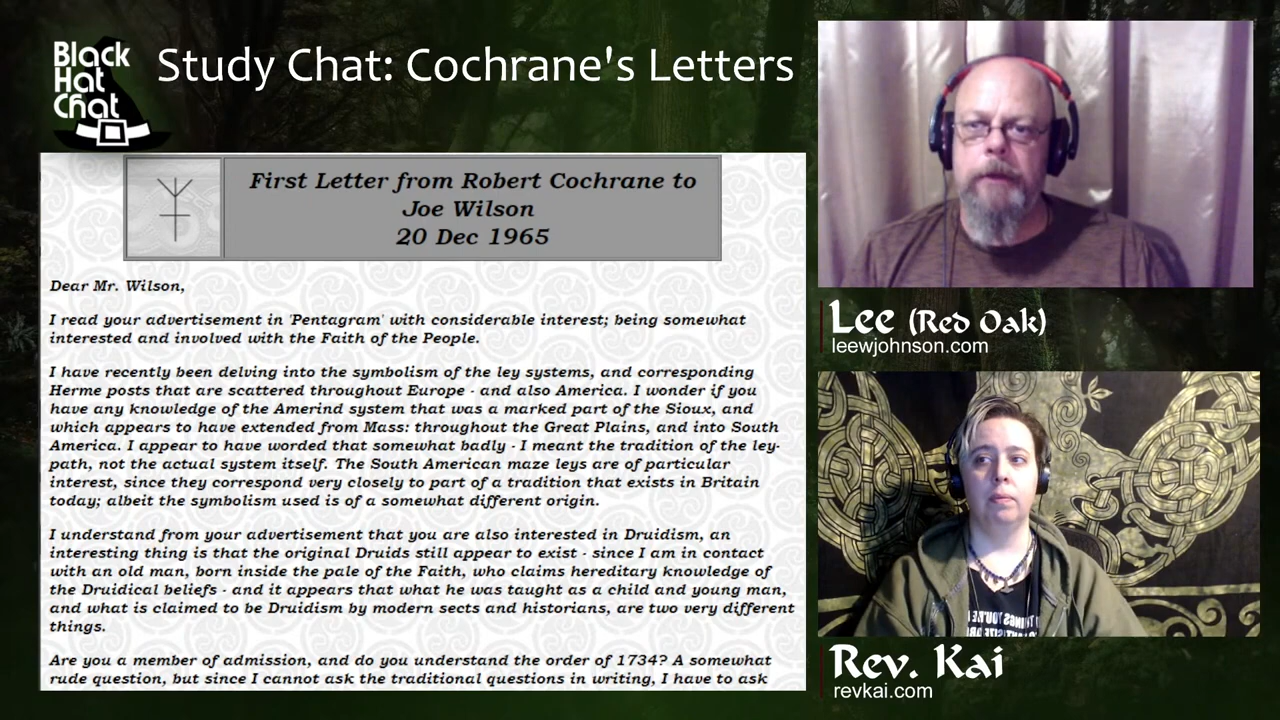 Black
Hat
Chat
Study Chat: Cochrane's Letters
First Letter from Robert Cochrane to
Joe Wilson
20 Dec 1965
Dear Mr. Wilson,
I read your advertisement in 'Pentagram' with considerable interest; being somewhat
interested and involved with the Faith of the People.
I have recently been delving into the symbolism of the ley systems, and corresponding
Herme posts that are scattered throughout Europe - and also America. I wonder if you
have any knowledge of the Amerind system that was a marked part of the Sioux, and
which appears to have extended from Mass: throughout the Great Plains, and into South
America. I appear to have worded that somewhat badly - I meant the tradition of the ley-
path, not the actual system itself. The South American maze leys are of particular
interest, since they correspond very closely to part of a tradition that exists in Britain
today; albeit the symbolism used is of a somewhat different origin.
I understand from your advertisement that you are also interested in Druidism, an
interesting thing is that the original Druids still appear to exist - since I am in contact
with an old man, born inside the pale of the Faith, who claims hereditary knowledge of
the Druidical beliefs - and it appears that what he was taught as a child and young man,
and what is claimed to be Druidism by modern sects and historians, are two very different
things.
Are you a member of admission, and do you understand the order of 1734? A somewhat
rude question, but since I cannot ask the traditional questions in writing, I have to ask
Lee (Red Oak)
leewjohnson.com
Rev. Kai
revkai.com